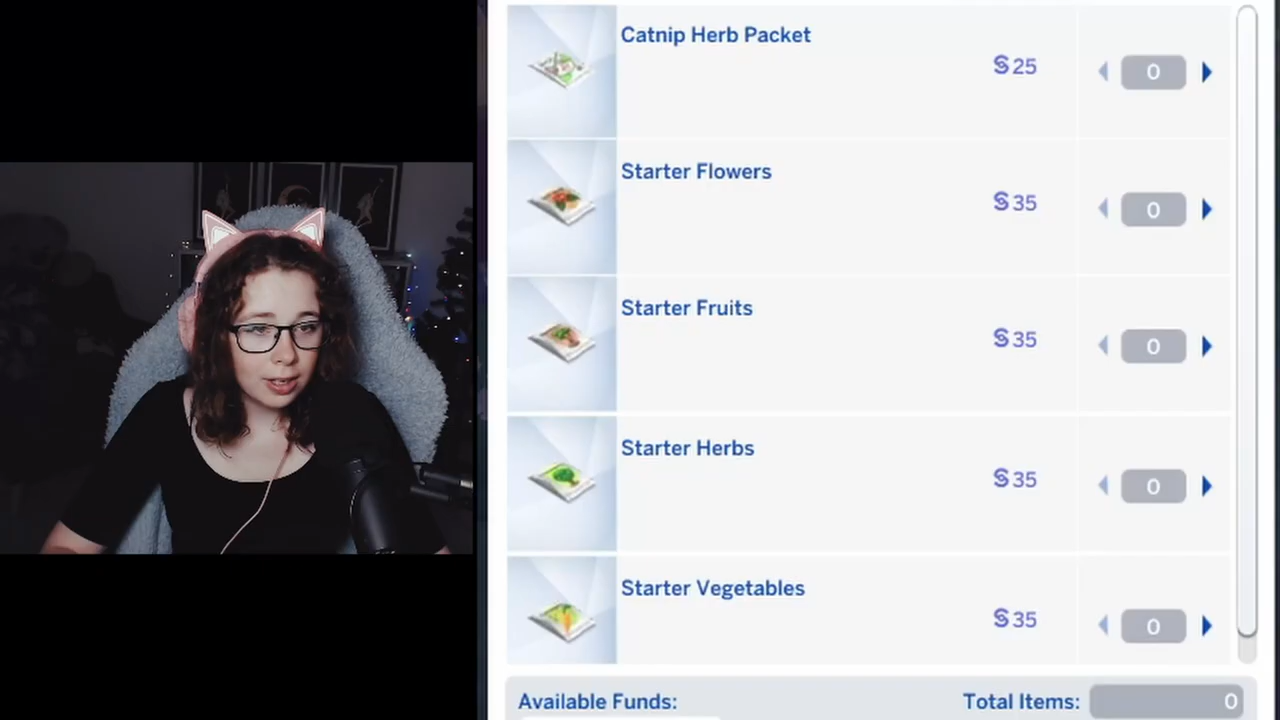 Catnip Herb Packet
§25
0
Starter Flowers
§35
0
Starter Fruits
§35
0
Starter Herbs
§35
0
Starter Vegetables
§35
0
Available Funds:
Total Items: 0